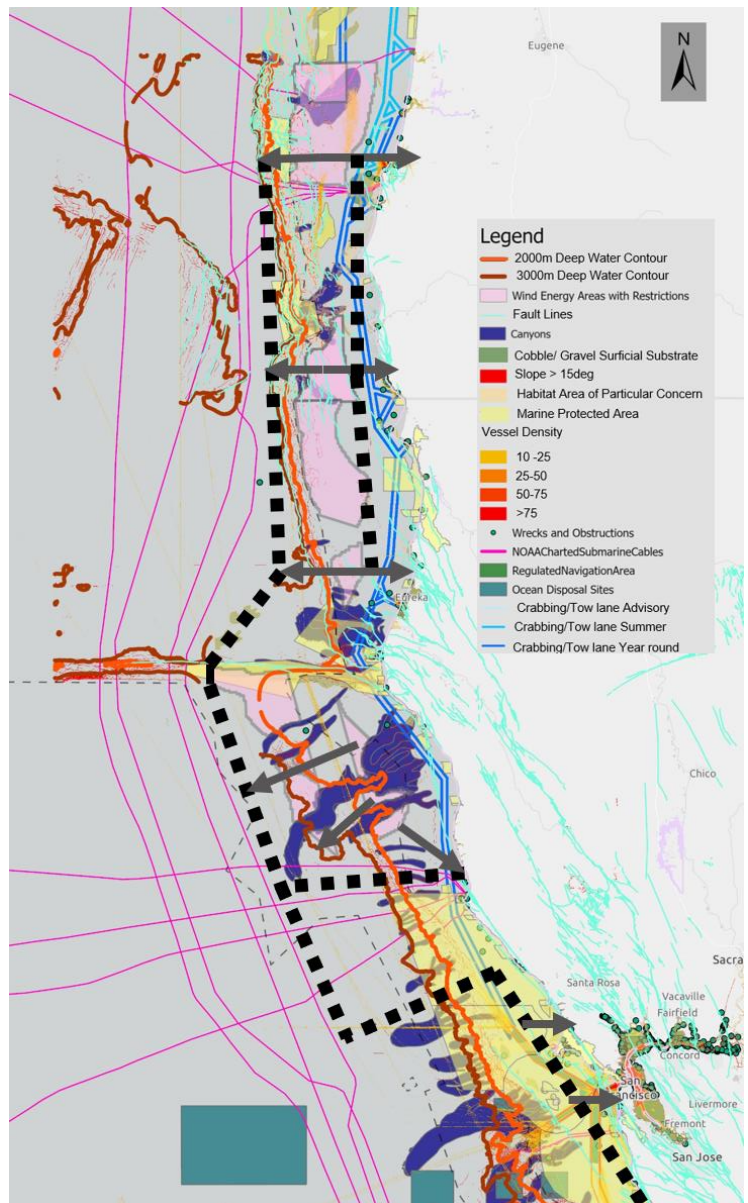 Eugene
N
Legend
2000m Deep Water Contour
3000m Deep Water Contour
Wind Energy Areas with Restrictions
Fault Lines
Canyons
Cobble/ Gravel Surficial Substrate
Slope > 15deg
Habitat Area of Particular Concern
Marine Protected Area
Vessel Density
10 -25
25-50
50-75
>75
Wrecks and Obstructions
NOAAChartedSubmarineCables
RegulatedNavigationArea
Ocean Disposal Sites
Crabbing/Tow lane Advisory
Crabbing/Tow lane Summer
Crabbing/Tow lane Year round
Eureka
Chico
Sacra
Santa Rosa
Vacaville
Fairfield
Concord
San
Francisco
Livermore
Fremont
San Jose